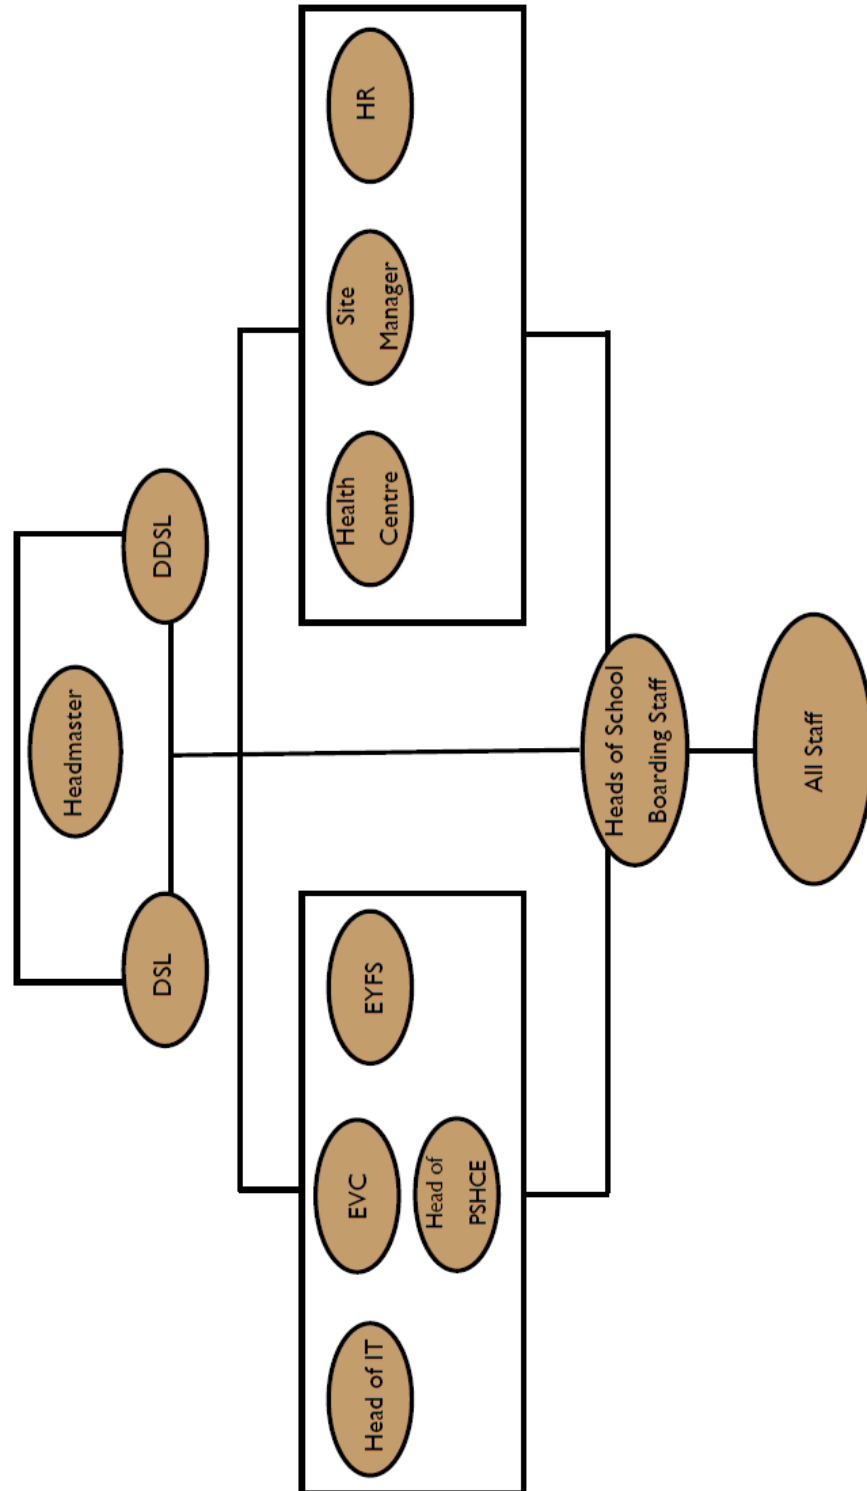 Headmaster
DSL
DDSL
Head of IT
EVC
Head of
PSHCE
EYFS
Health
Centre
Site
Manager
HR
Heads of School
Boarding Staff
All Staff